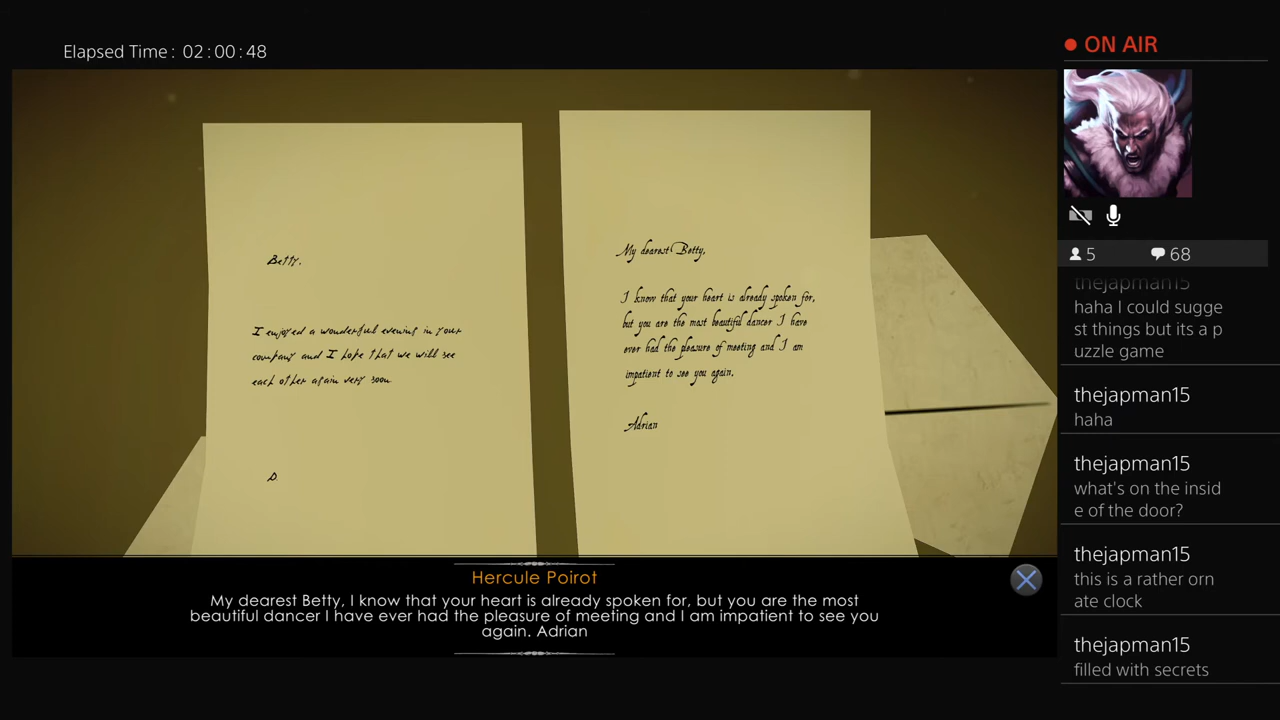 Elapsed Time : 02:00:48
ON AIR
5
68
thejapman15
haha I could sugge
st things but its a p
uzzle game
thejapman15
haha
thejapman15
what's on the insid
e of the door?
thejapman15
this is a rather orn
ate clock
thejapman15
filled with secrets
Betty.
I enjoyed a wonderful evening in your
company and I hope that we will see
each other again very soon
D.
My dearest Betty,
I know that your heart is already spoken for,
but you are the most beautiful dancer I have
ever had the pleasure of meeting and I am
impatient to see you again.
Adrian
Hercule Poirot
My dearest Betty, I know that your heart is already spoken for, but you are the most
beautiful dancer I have ever had the pleasure of meeting and I am impatient to see you
again. Adrian